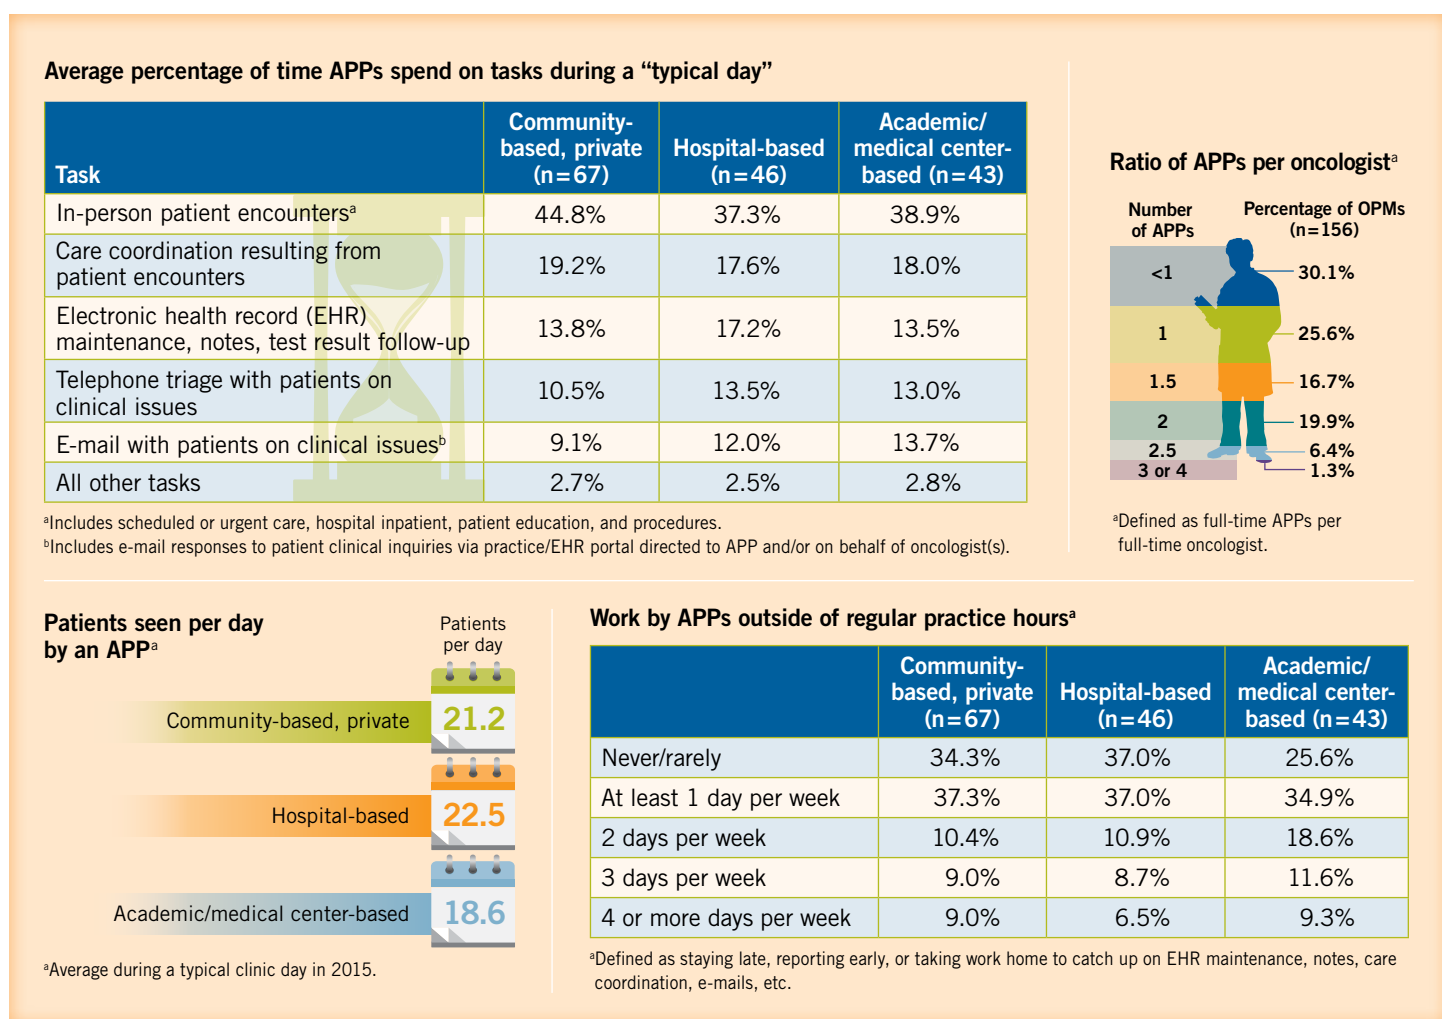 Average percentage of time APPs spend on tasks during a “typical day”
Task
Community-
based, private
(n=67)
Hospital-based
(n=46)
Academic/
medical center-
based (n=43)
In-person patient encountersᵃ
44.8%
37.3%
38.9%
Care coordination resulting from
patient encounters
19.2%
17.6%
18.0%
Electronic health record (EHR)
maintenance, notes, test result follow-up
13.8%
17.2%
13.5%
Telephone triage with patients on
clinical issues
10.5%
13.5%
13.0%
E-mail with patients on clinical issuesᵇ
9.1%
12.0%
13.7%
All other tasks
2.7%
2.5%
2.8%
ᵃIncludes scheduled or urgent care, hospital inpatient, patient education, and procedures.
ᵇIncludes e-mail responses to patient clinical inquiries via practice/EHR portal directed to APP and/or on behalf of oncologist(s).
Ratio of APPs per oncologistᵃ
Number
of APPs
Percentage of OPMs
(n=156)
<1
30.1%
1
25.6%
1.5
16.7%
2
19.9%
2.5
6.4%
3 or 4
1.3%
ᵃDefined as full-time APPs per
full-time oncologist.
Patients seen per day
by an APPᵃ
Patients
per day
Community-based, private
21.2
Hospital-based
22.5
Academic/medical center-based
18.6
ᵃAverage during a typical clinic day in 2015.
Work by APPs outside of regular practice hoursᵃ
Community-
based, private
(n=67)
Hospital-based
(n=46)
Academic/
medical center-
based (n=43)
Never/rarely
34.3%
37.0%
25.6%
At least 1 day per week
37.3%
37.0%
34.9%
2 days per week
10.4%
10.9%
18.6%
3 days per week
9.0%
8.7%
11.6%
4 or more days per week
9.0%
6.5%
9.3%
ᵃDefined as staying late, reporting early, or taking work home to catch up on EHR maintenance, notes, care
coordination, e-mails, etc.